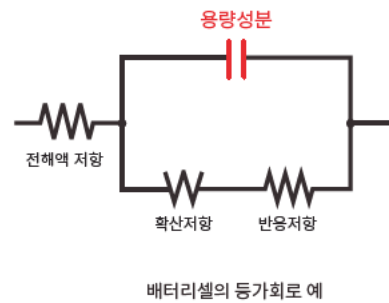 용량성분
전해액 저항
확산저항
반응저항
배터리셀의 등가회로 예